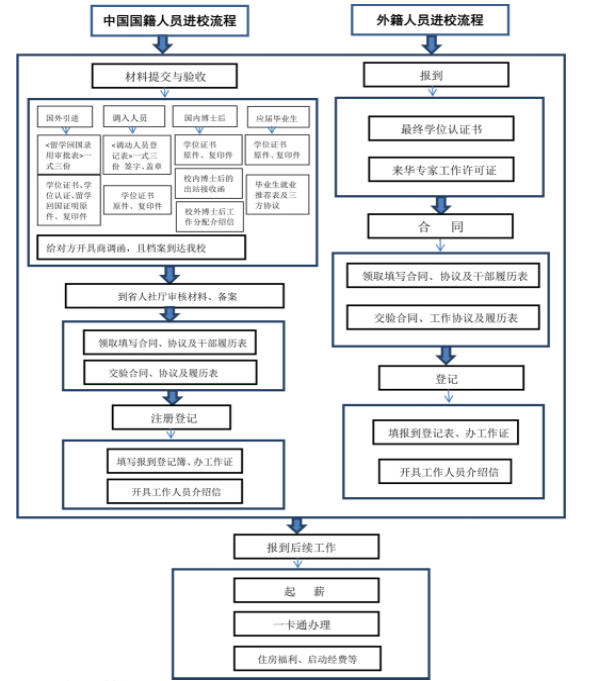 中国国籍人员进校流程
外籍人员进校流程
材料提交与验收
国外引进
调入人员
国内博士后
应届毕业生
<留学回国录
用审批表>一
式三份
学位证书、学
位认证、留学
回国证明原
件、复印件
<调动人员登
记表>一式三
份 签字、盖章
学位证书
原件、复印件
学位证书
原件、复印件
校内博士后的
出站接收函
校外博士后工
作分配介绍信
学位证书
原件、复印件
毕业生就业
推荐表及三
方协议
给对方开具商调函，且档案到达我校
到省人社厅审核材料、备案
领取填写合同、协议及干部履历表
交验合同、协议及履历表
注册登记
填写报到登记簿、办工作证
开具工作人员介绍信
报到
最终学位认证书
来华专家工作许可证
合 同
领取填写合同、协议及干部履历表
交验合同、工作协议及履历表
登记
填报到登记表、办工作证
开具工作人员介绍信
报到后续工作
起 薪
一卡通办理
住房福利、启动经费等